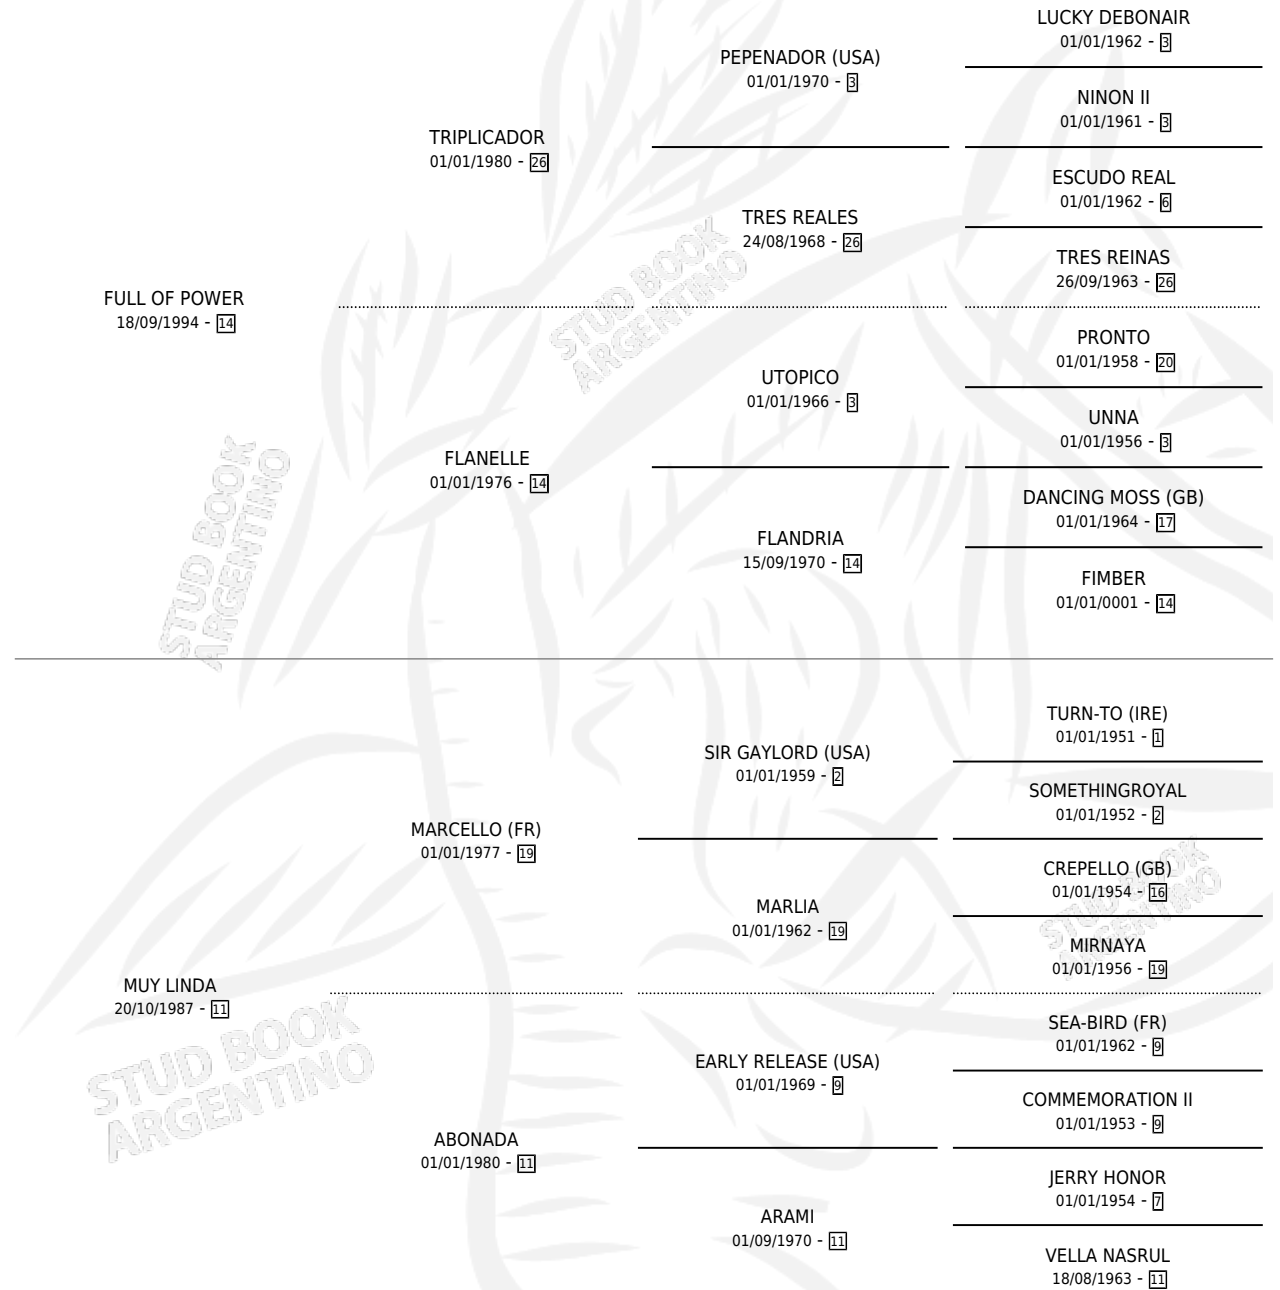 LUCKY DEBONAIR
01/01/1962 - 3
PEPENADOR (USA)
01/01/1970 - 3
NINON II
01/01/1961 - 3
TRIPLICADOR
01/01/1980 - 26
ESCUDO REAL
01/01/1962 - 6
TRES REALES
24/08/1968 - 26
TRES REINAS
26/09/1963 - 26
FULL OF POWER
18/09/1994 - 14
PRONTO
01/01/1958 - 20
UTOPICO
01/01/1966 - 3
UNNA
01/01/1956 - 3
FLANELLE
01/01/1976 - 14
DANCING MOSS (GB)
01/01/1964 - 17
FLANDRIA
15/09/1970 - 14
FIMBER
01/01/0001 - 14
STUD BOOK
ARGENTINO
STUD BOOK
ARGENTINO
TURN-TO (IRE)
01/01/1951 - 1
SIR GAYLORD (USA)
01/01/1959 - 2
SOMETHINGROYAL
01/01/1952 - 2
MARCELLO (FR)
01/01/1977 - 19
CREPELLO (GB)
01/01/1954 - 16
MARLIA
01/01/1962 - 19
MIRNAYA
01/01/1956 - 19
MUY LINDA
20/10/1987 - 11
SEA-BIRD (FR)
01/01/1962 - 9
EARLY RELEASE (USA)
01/01/1969 - 9
COMMEMORATION II
01/01/1953 - 9
ABONADA
01/01/1980 - 11
JERRY HONOR
01/01/1954 - 7
ARAMI
01/09/1970 - 11
VELLA NASRUL
18/08/1963 - 11
STUD BOOK
ARGENTINO
STUD BOOK
ARGENTINO